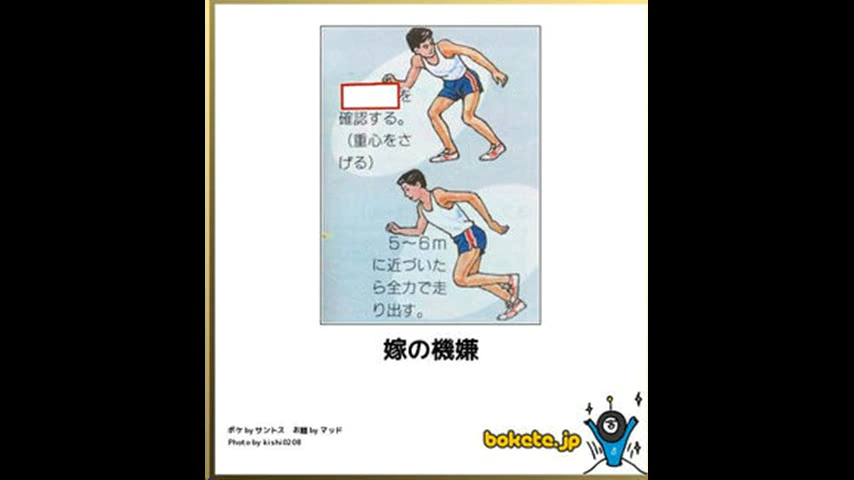 を
確認する。
（重心をさ
げる）
5〜6m
に近づいた
ら全力で走
り出す。
嫁の機嫌
ボケ by サントス お題 by マッド
Photo by kishi0208
bokete.jp